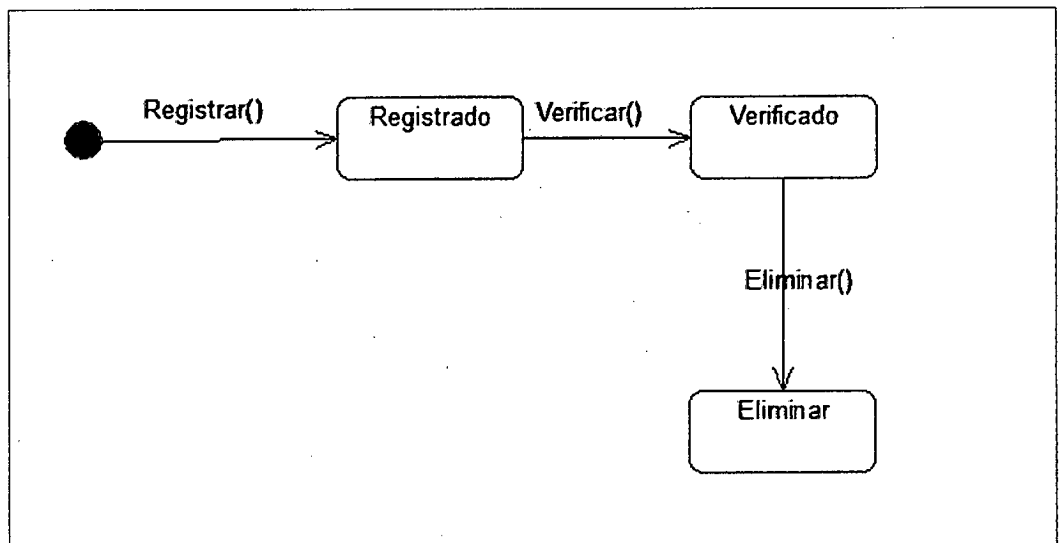 Registrar()
Registrado
Verificar()
Verificado
Eliminar()
Eliminar